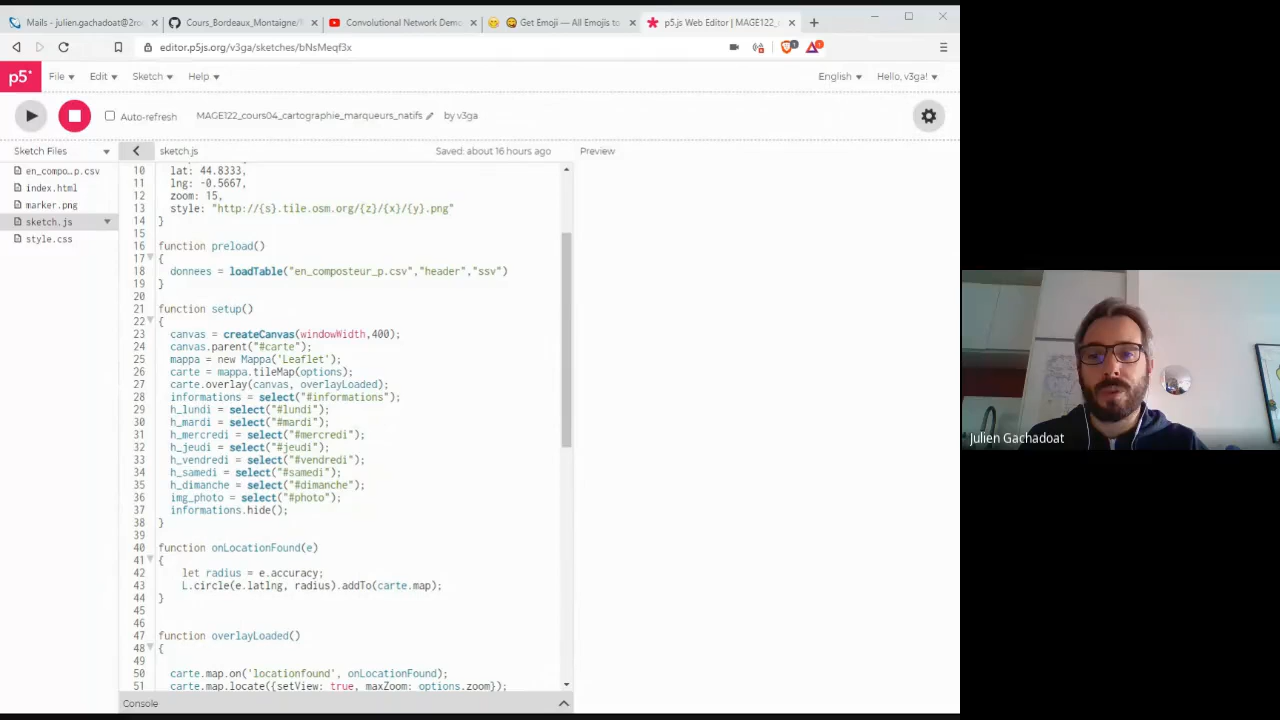 Mails - julien.gachadoat@2ro
Cours_Bordeaux_Montaigne/
Convolutional Network Demo
Get Emoji — All Emojis to
p5.js Web Editor | MAGE122_
editor.p5js.org/v3ga/sketches/bNsMeqf3x
p5* File Edit Sketch Help English Hello, v3ga!
Auto-refresh MAGE122_cours04_cartographie_marqueurs_natifs by v3ga
Sketch Files sketch.js Saved: about 16 hours ago Preview
en_compo…p.csv
index.html
marker.png
sketch.js
style.css
10 lat: 44.8333,
11 lng: -0.5667,
12 zoom: 15,
13 style: "http://{s}.tile.osm.org/{z}/{x}/{y}.png"
14 }
15
16 function preload()
17 {
18 donnees = loadTable("en_composteur_p.csv","header","ssv")
19 }
20
21 function setup()
22 {
23 canvas = createCanvas(windowWidth,400);
24 canvas.parent("#carte");
25 mappa = new Mappa('Leaflet');
26 carte = mappa.tileMap(options);
27 carte.overlay(canvas, overlayLoaded);
28 informations = select("#informations");
29 h_lundi = select("#lundi");
30 h_mardi = select("#mardi");
31 h_mercredi = select("#mercredi");
32 h_jeudi = select("#jeudi");
33 h_vendredi = select("#vendredi");
34 h_samedi = select("#samedi");
35 h_dimanche = select("#dimanche");
36 img_photo = select("#photo");
37 informations.hide();
38 }
39
40 function onLocationFound(e)
41 {
42 let radius = e.accuracy;
43 L.circle(e.latlng, radius).addTo(carte.map);
44 }
45
46
47 function overlayLoaded()
48 {
49
50 carte.map.on('locationfound', onLocationFound);
51 carte.map.locate({setView: true, maxZoom: options.zoom});
Console
Julien Gachadoat